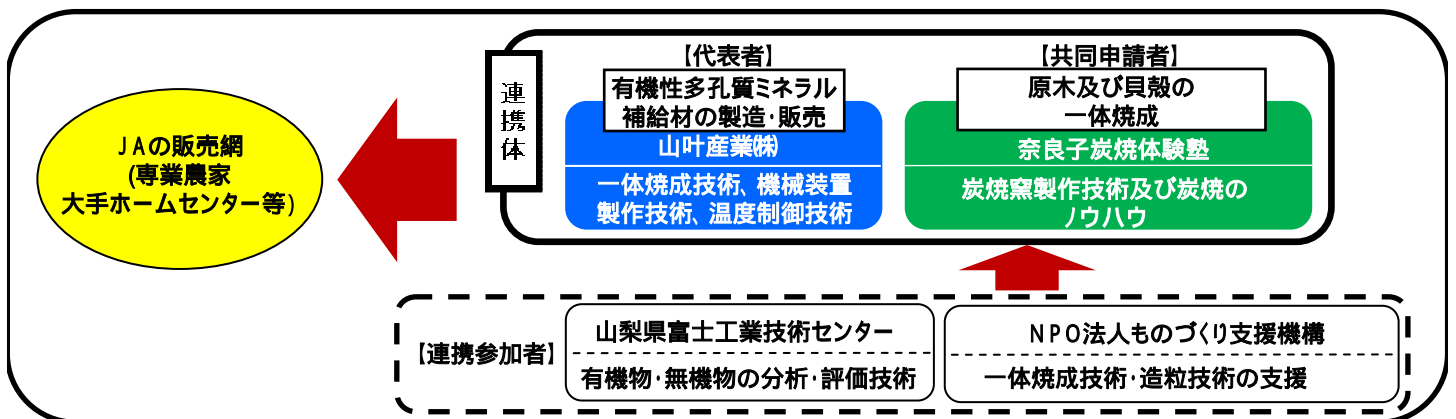 連携体
【代表者】
有機性多孔質ミネラル
補給材の製造・販売
山叶産業㈱
一体焼成技術、機械装置
製作技術、温度制御技術
【共同申請者】
原木及び貝殻の
一体焼成
奈良子炭焼体験塾
炭焼窯製作技術及び炭焼の
ノウハウ
JAの販売網
(専業農家
大手ホームセンター等)
【連携参加者】
山梨県富士工業技術センター
有機物・無機物の分析・評価技術
NPO法人ものづくり支援機構
一体焼成技術・造粒技術の支援